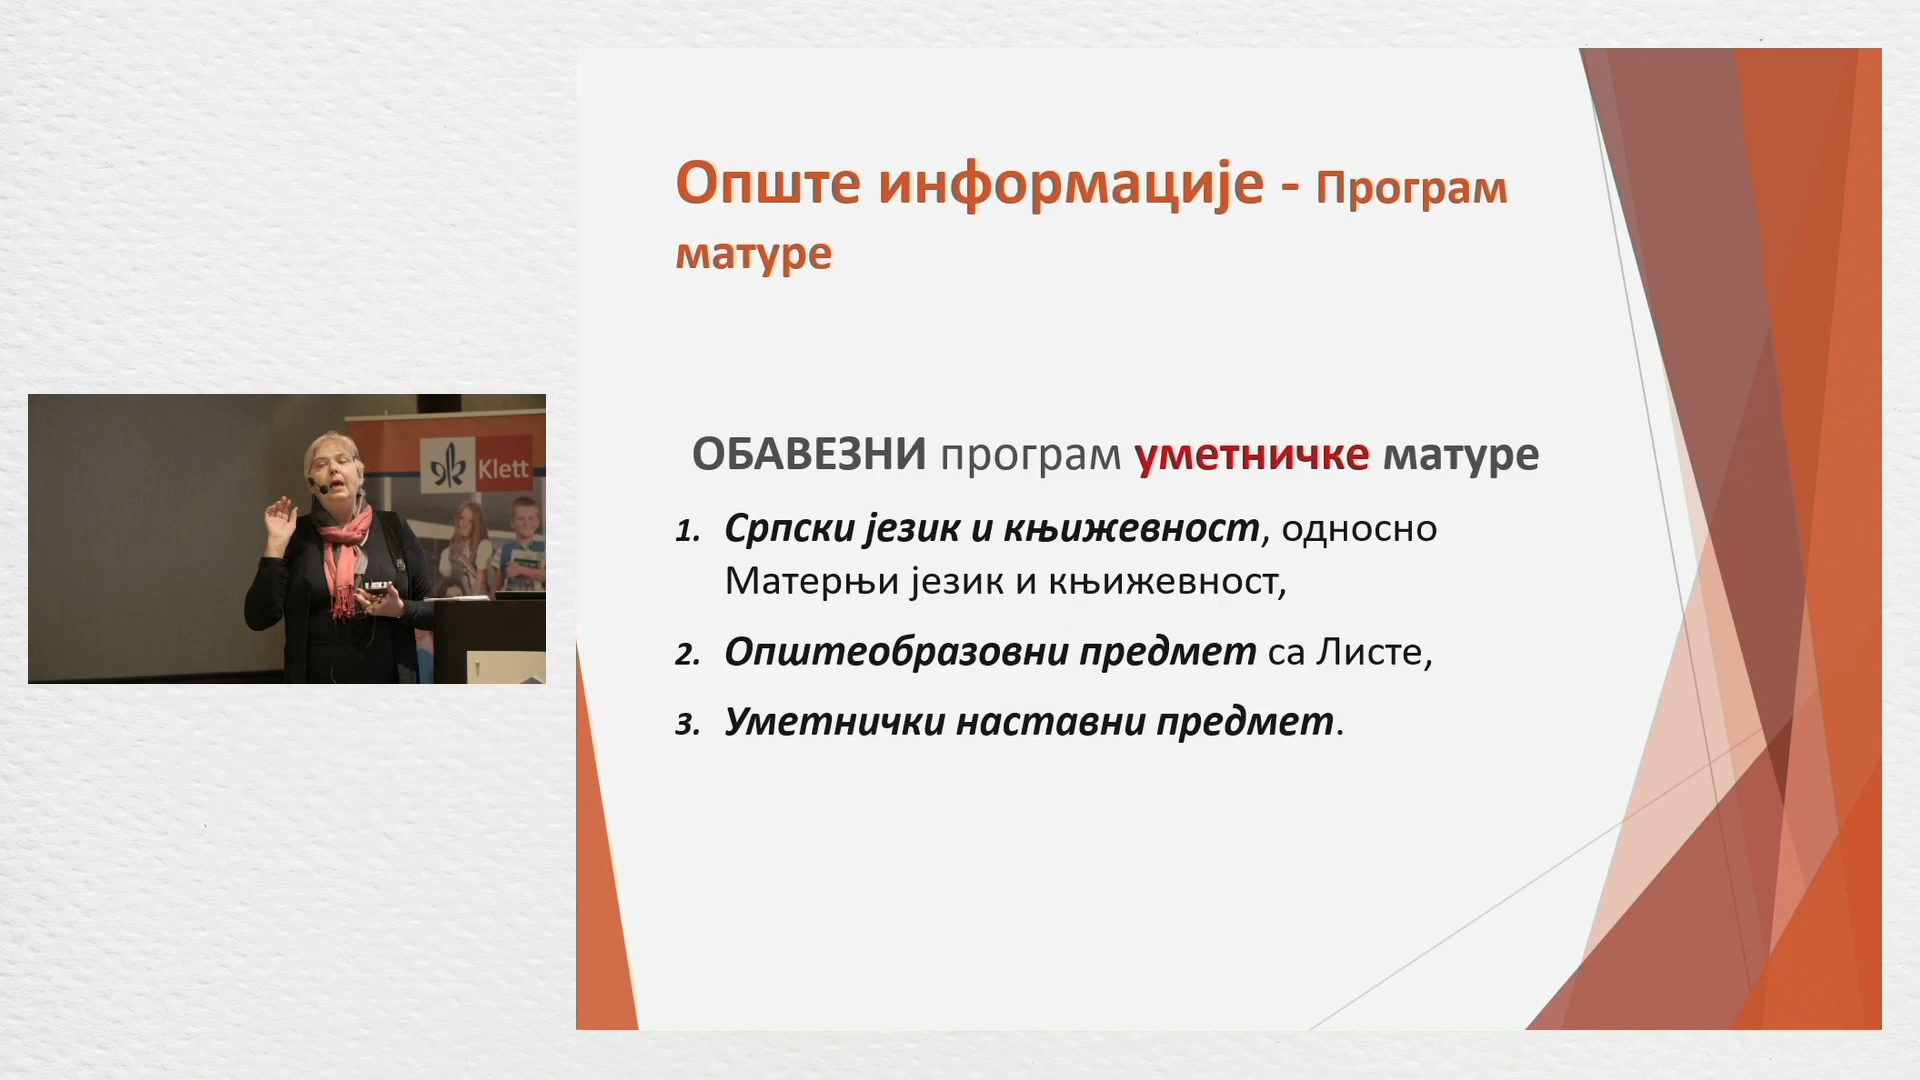 Опште информације - Програм
матуре
ОБАВЕЗНИ програм уметничке матуре
1. Српски језик и књижевност, односно
Матерњи језик и књижевност,
2. Општеобразовни предмет са Листе,
3. Уметнички наставни предмет.
Klett